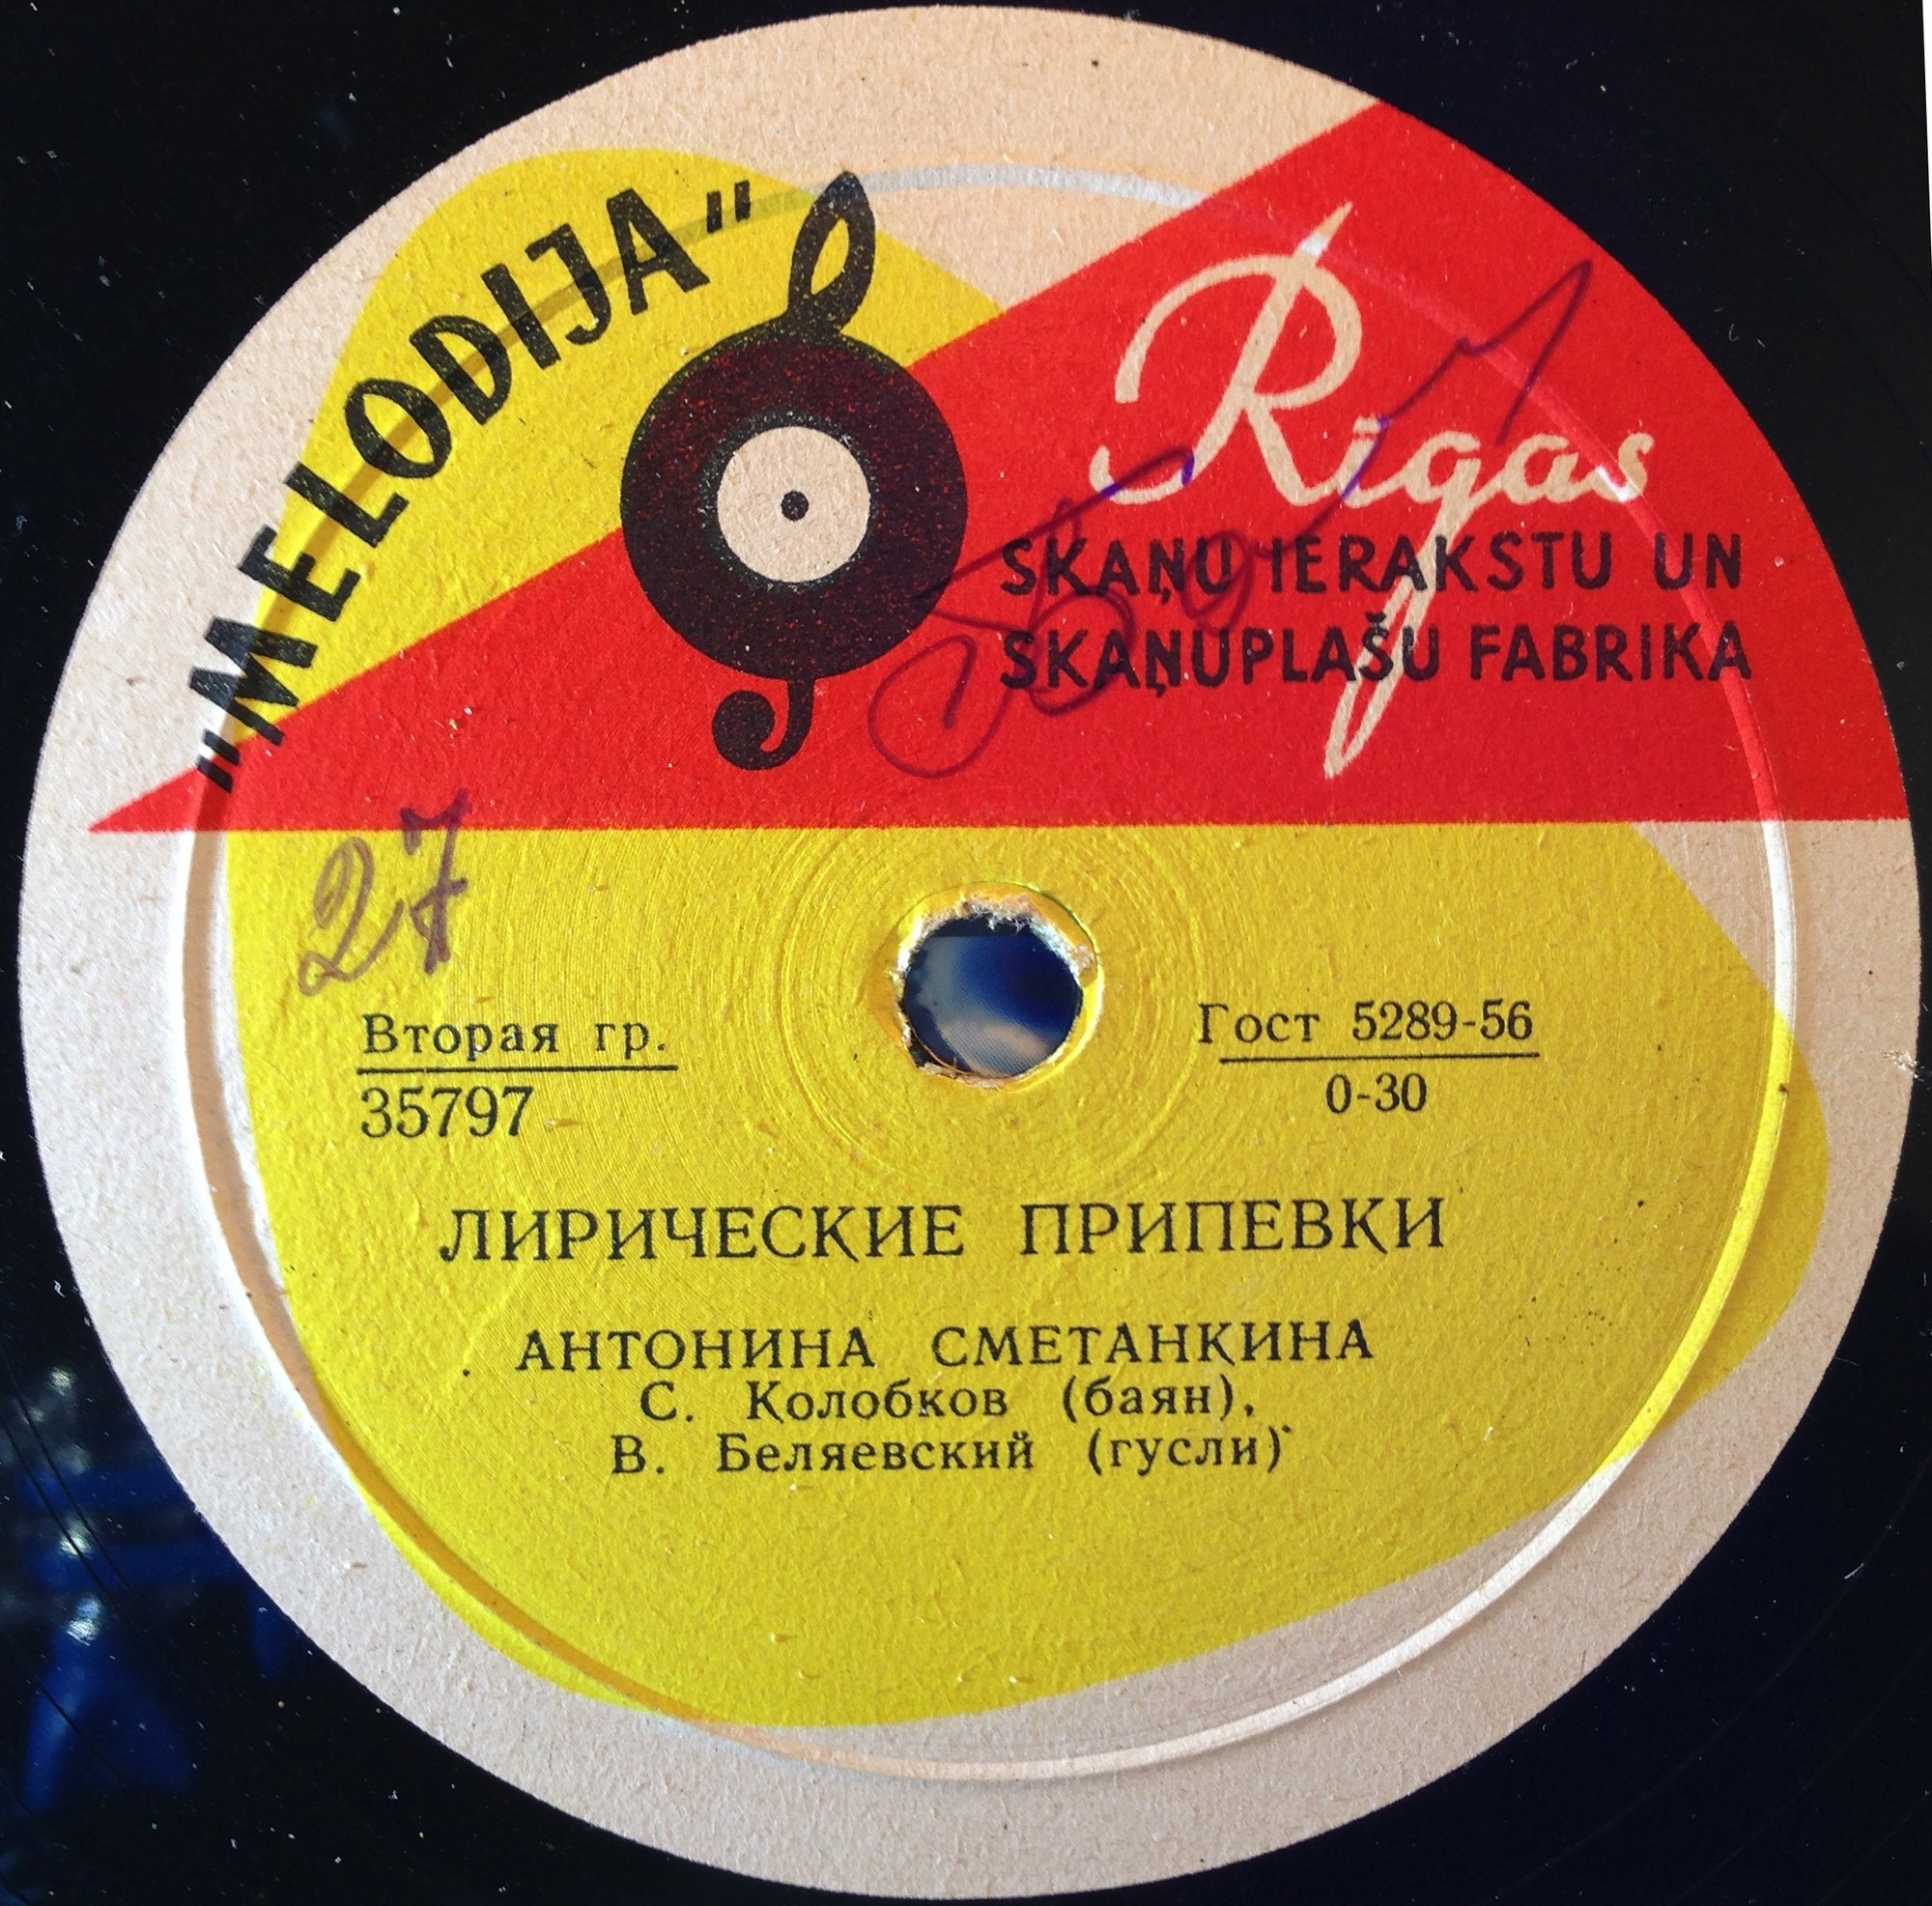 "MELODIJA"
Rīgas
SKAŅU IERAKSTU UN
SKAŅUPLAŠU FABRIKA
27
Вторая гр.
35797
Гост 5289-56
0-30
ЛИРИЧЕСКИЕ ПРИПЕВКИ
АНТОНИНА СМЕТАНКИНА
С. Колобков (баян),
В. Беляевский (гусли)